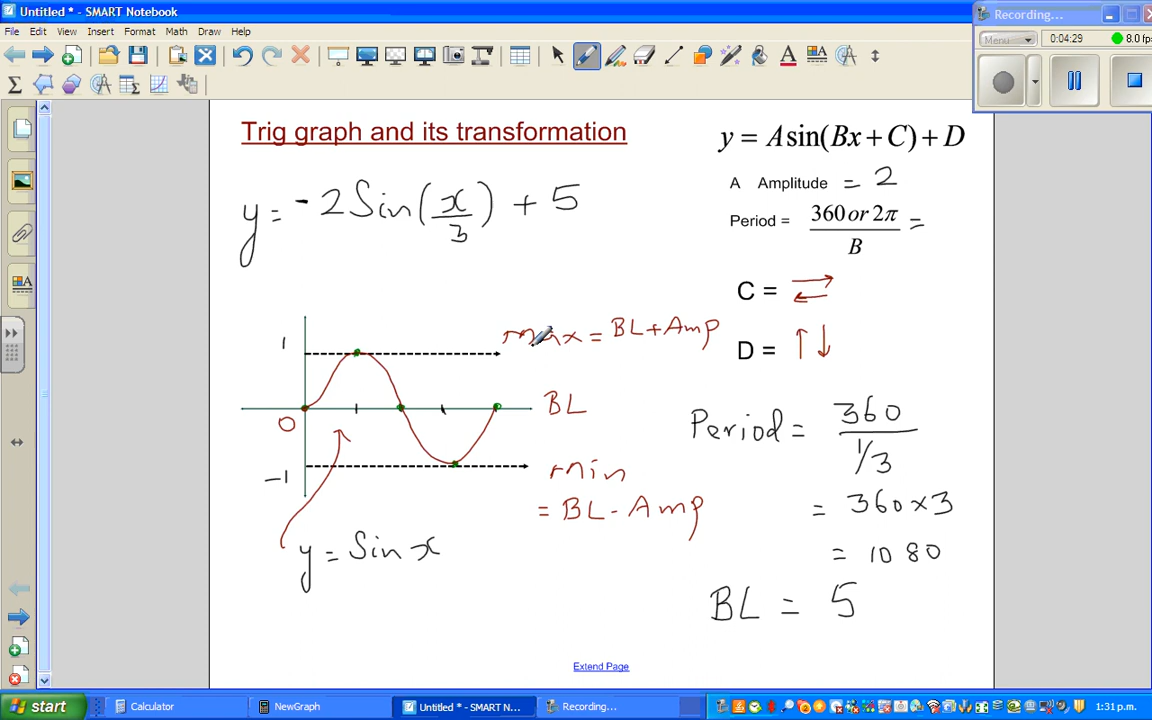 Untitled * - SMART Notebook
Recording...
File Edit View Insert Format Math Draw Help
Menu
0:04:29
8.0 fp
Trig graph and its transformation
y = A sin(Bx + C) + D
A Amplitude = 2
y = -2 Sin(x/3) + 5
Period = 360 or 2π / B =
C =
D =
1
max = BL + Amp
0
BL
-1
min
= BL - Amp
y = Sin x
Period = 360 / 1/3
= 360 × 3
= 1080
BL = 5
Extend Page
start
Calculator
NewGraph
Untitled * - SMART N...
Recording...
1:31 p.m.